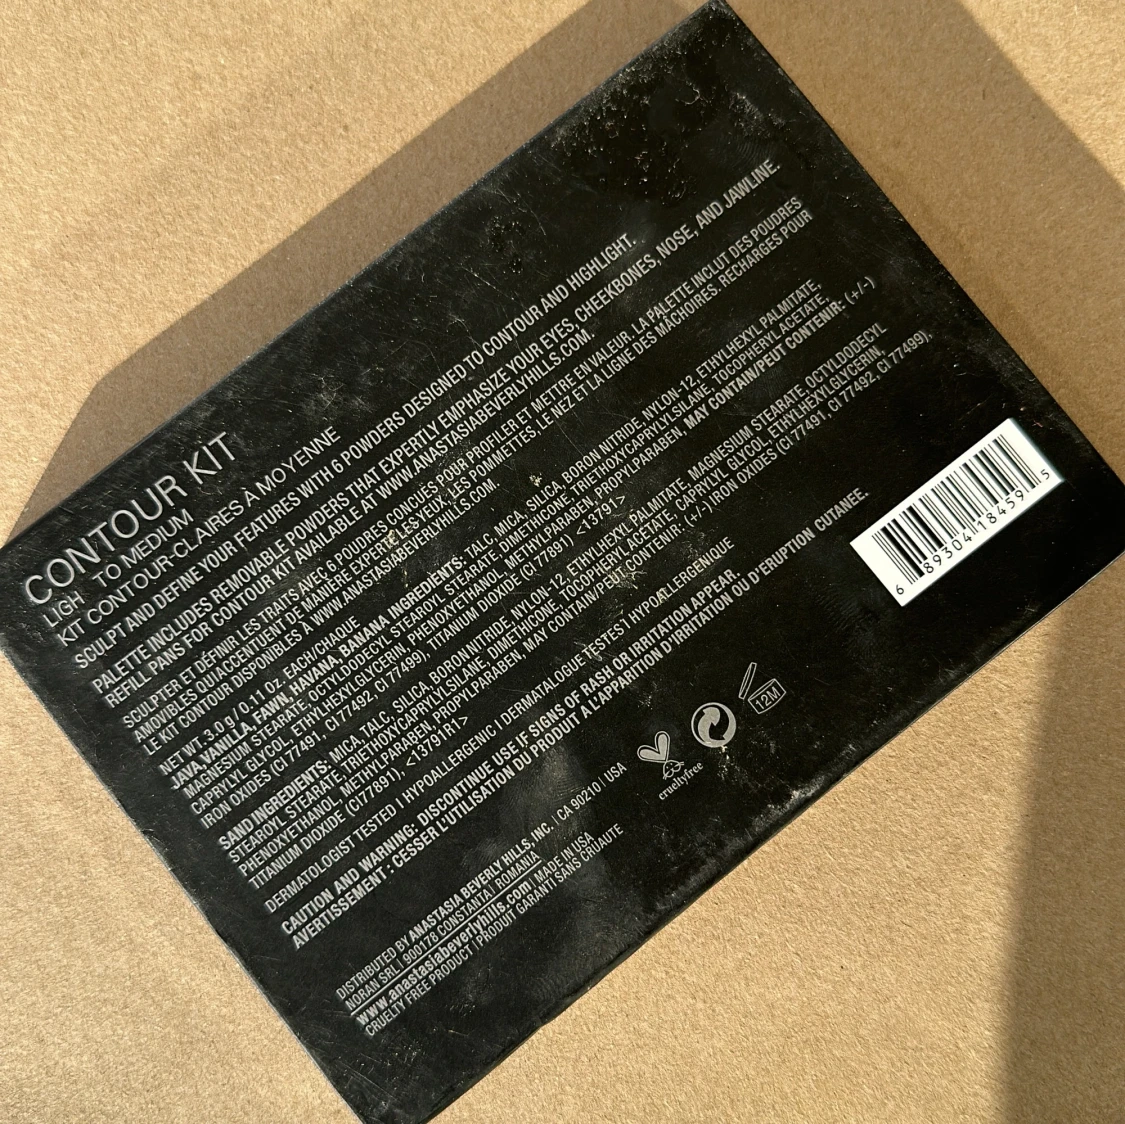 CONTOUR KIT
LIGH TO MEDIUM
KIT CONTOUR-CLAIRES À MOYENNE
SCULPT AND DEFINE YOUR FEATURES WITH 6 POWDERS DESIGNED TO CONTOUR AND HIGHLIGHT.
PALETTE INCLUDES REMOVABLE POWDERS THAT EXPERTLY EMPHASIZE YOUR EYES, CHEEKBONES, NOSE, AND JAWLINE.
REFILL PANS FOR CONTOUR KIT AVAILABLE AT WWW.ANASTASIABEVERLYHILLS.COM.
SCULPTER ET DÉFINIR LES TRAITS AVEC 6 POUDRES CONCUES POUR PROFILER ET METTRE EN VALEUR. LA PALETTE INCLUT DES POUDRES
AMOVIBLES QUI ACCENTUENT DE MANIÈRE EXPERTE LES YEUX, LES POMMETTES, LE NEZ ET LA LIGNE DES MÂCHOIRES. RECHARGES POUR
LE KIT CONTOUR DISPONIBLES À WWW.ANASTASIABEVERLYHILLS.COM.
NET WT. 3.0 g / 0.11 Oz. EACH/CHAQUE
JAVA, VANILLA, FAWN, HAVANA, BANANA INGREDIENTS: TALC, MICA, SILICA, BORON NITRIDE, NYLON-12, ETHYLHEXYL PALMITATE,
MAGNESIUM STEARATE, OCTYLDODECYL STEAROYL STEARATE, DIMETHICONE, TRIETHOXYCAPRYLYLSILANE, TOCOPHERYL ACETATE,
CAPRYLYL GLYCOL, ETHYLHEXYLGLYCERIN, PHENOXYETHANOL, METHYLPARABEN, PROPYLPARABEN. MAY CONTAIN/PEUT CONTENIR: (+/-)
IRON OXIDES (CI 77491, CI 77492, CI 77499), TITANIUM DIOXIDE (CI 77891) <13791/>
SAND INGREDIENTS: MICA, TALC, SILICA, BORON NITRIDE, NYLON-12, ETHYLHEXYL PALMITATE, MAGNESIUM STEARATE, OCTYLDODECYL
STEAROYL STEARATE, TRIETHOXYCAPRYLYLSILANE, DIMETHICONE, TOCOPHERYL ACETATE, CAPRYLYL GLYCOL, ETHYLHEXYLGLYCERIN,
PHENOXYETHANOL, METHYLPARABEN, PROPYLPARABEN, MAY CONTAIN/PEUT CONTENIR: (+/-) IRON OXIDES (CI 77491, CI 77492, CI 77499),
TITANIUM DIOXIDE (CI77891), <13791R1>
DERMATOLOGIST TESTED | HYPOALLERGENIC | DERMATALOGUE TESTES | HYPOÆLLERGENIQUE
CAUTION AND WARNING: DISCONTINUE USE IF SIGNS OF RASH OR IRRITATION APPEAR.
AVERTISSEMENT : CESSER L'UTILISATION DU PRODUIT A L'APPARITION D'IRRITATION OU D'ERUPTION CUTANEE.
DISTRIBUTED BY ANASTASIA BEVERLY HILLS, INC. | CA 90210 | USA
NORAN SRL | 900178 CONSTANTA | ROMANIA
www.anastasiabeverlyhills.com | MADE IN USA
CRUELTY FREE PRODUCT | PRODUIT GARANTI SANS CRUAUTE
crueltyfree
12M
6 89304 18459 5